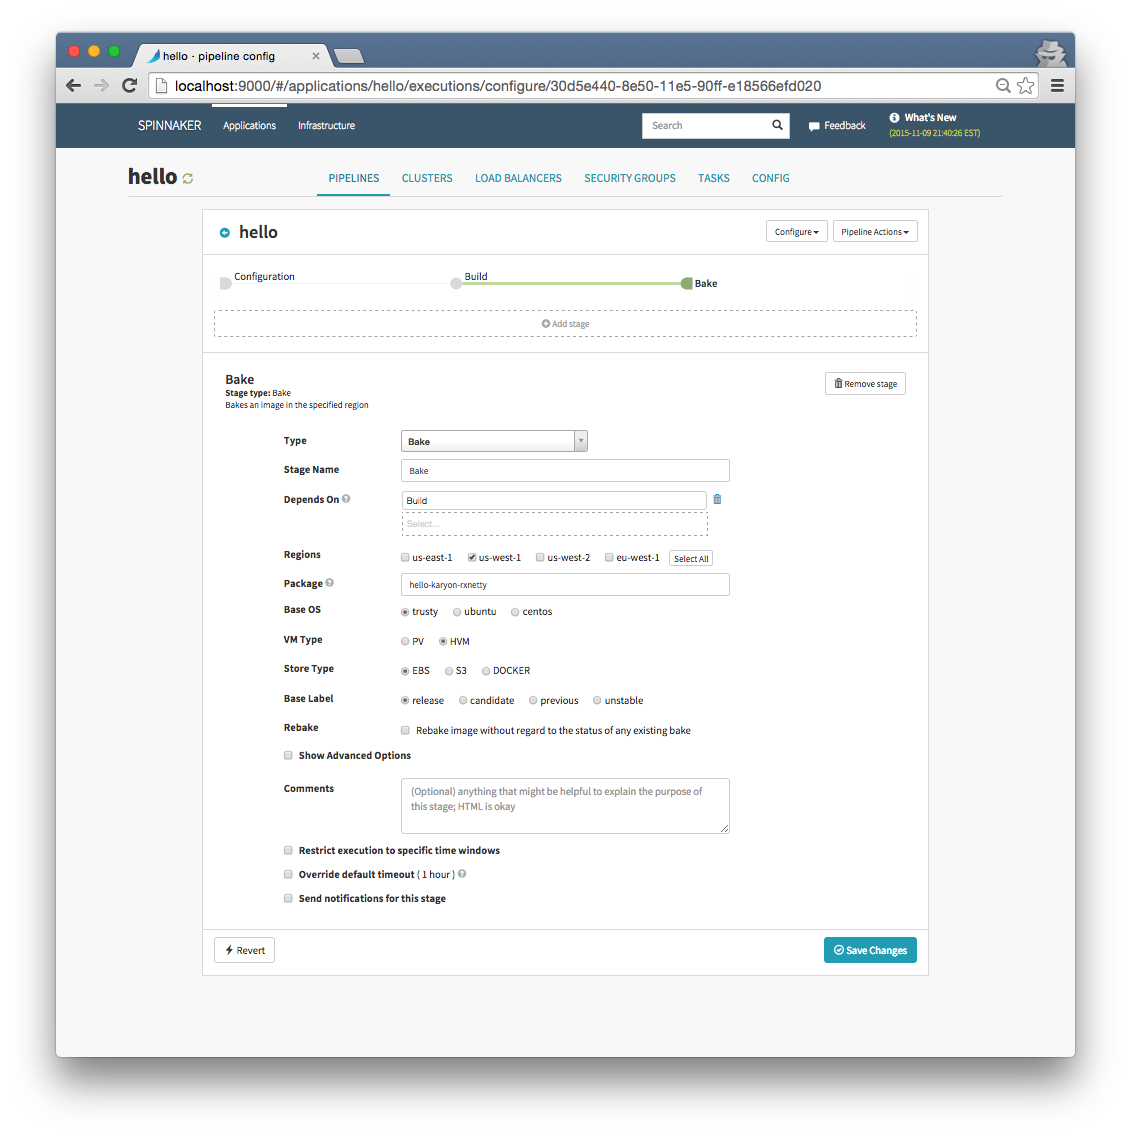 hello · pipeline config
localhost:9000/#/applications/hello/executions/configure/30d5e440-8e50-11e5-90ff-e18566efd020
SPINNAKER Applications Infrastructure Search Feedback What's New
(2015-11-09 21:40:26 EST)
hello PIPELINES CLUSTERS LOAD BALANCERS SECURITY GROUPS TASKS CONFIG
hello Configure Pipeline Actions
Configuration Build Bake
Add stage
Bake
Stage type: Bake
Bakes an image in the specified region
Remove stage
Type Bake
Stage Name Bake
Depends On Build
Select...
Regions us-east-1 us-west-1 us-west-2 eu-west-1 Select All
Package hello-karyon-rxnetty
Base OS trusty ubuntu centos
VM Type PV HVM
Store Type EBS S3 DOCKER
Base Label release candidate previous unstable
Rebake Rebake image without regard to the status of any existing bake
Show Advanced Options
Comments (Optional) anything that might be helpful to explain the purpose of
this stage; HTML is okay
Restrict execution to specific time windows
Override default timeout ( 1 hour )
Send notifications for this stage
Revert Save Changes